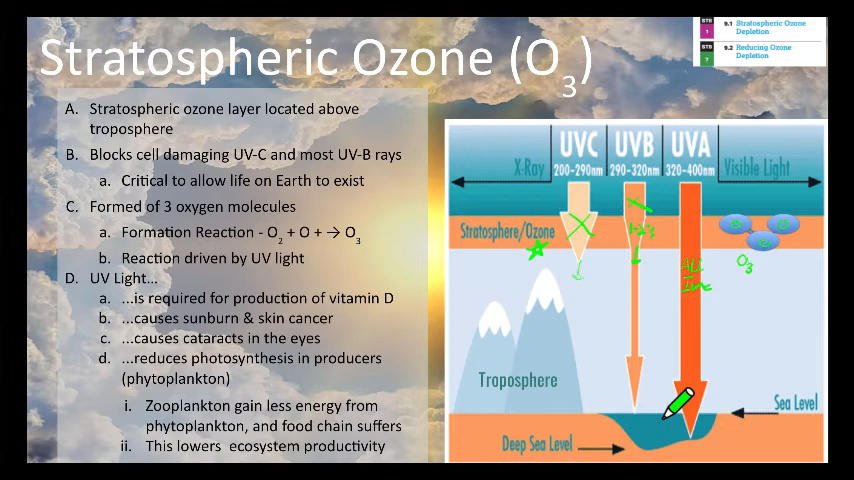 STB 1 9.1 Stratospheric Ozone
Depletion
STB 7 9.2 Reducing Ozone
Depletion
Stratospheric Ozone (O3)
A. Stratospheric ozone layer located above
troposphere
B. Blocks cell damaging UV-C and most UV-B rays
a. Critical to allow life on Earth to exist
C. Formed of 3 oxygen molecules
a. Formation Reaction - O2 + O + → O3
b. Reaction driven by UV light
D. UV Light…
a. ...is required for production of vitamin D
b. ...causes sunburn & skin cancer
c. ...causes cataracts in the eyes
d. ...reduces photosynthesis in producers
(phytoplankton)
i. Zooplankton gain less energy from
phytoplankton, and food chain suffers
ii. This lowers ecosystem productivity
UVC UVB UVA
X-Ray 200-290nm 290-320nm 320-400nm Visible Light
Stratosphere/Ozone
O3
Troposphere
Sea Level
Deep Sea Level